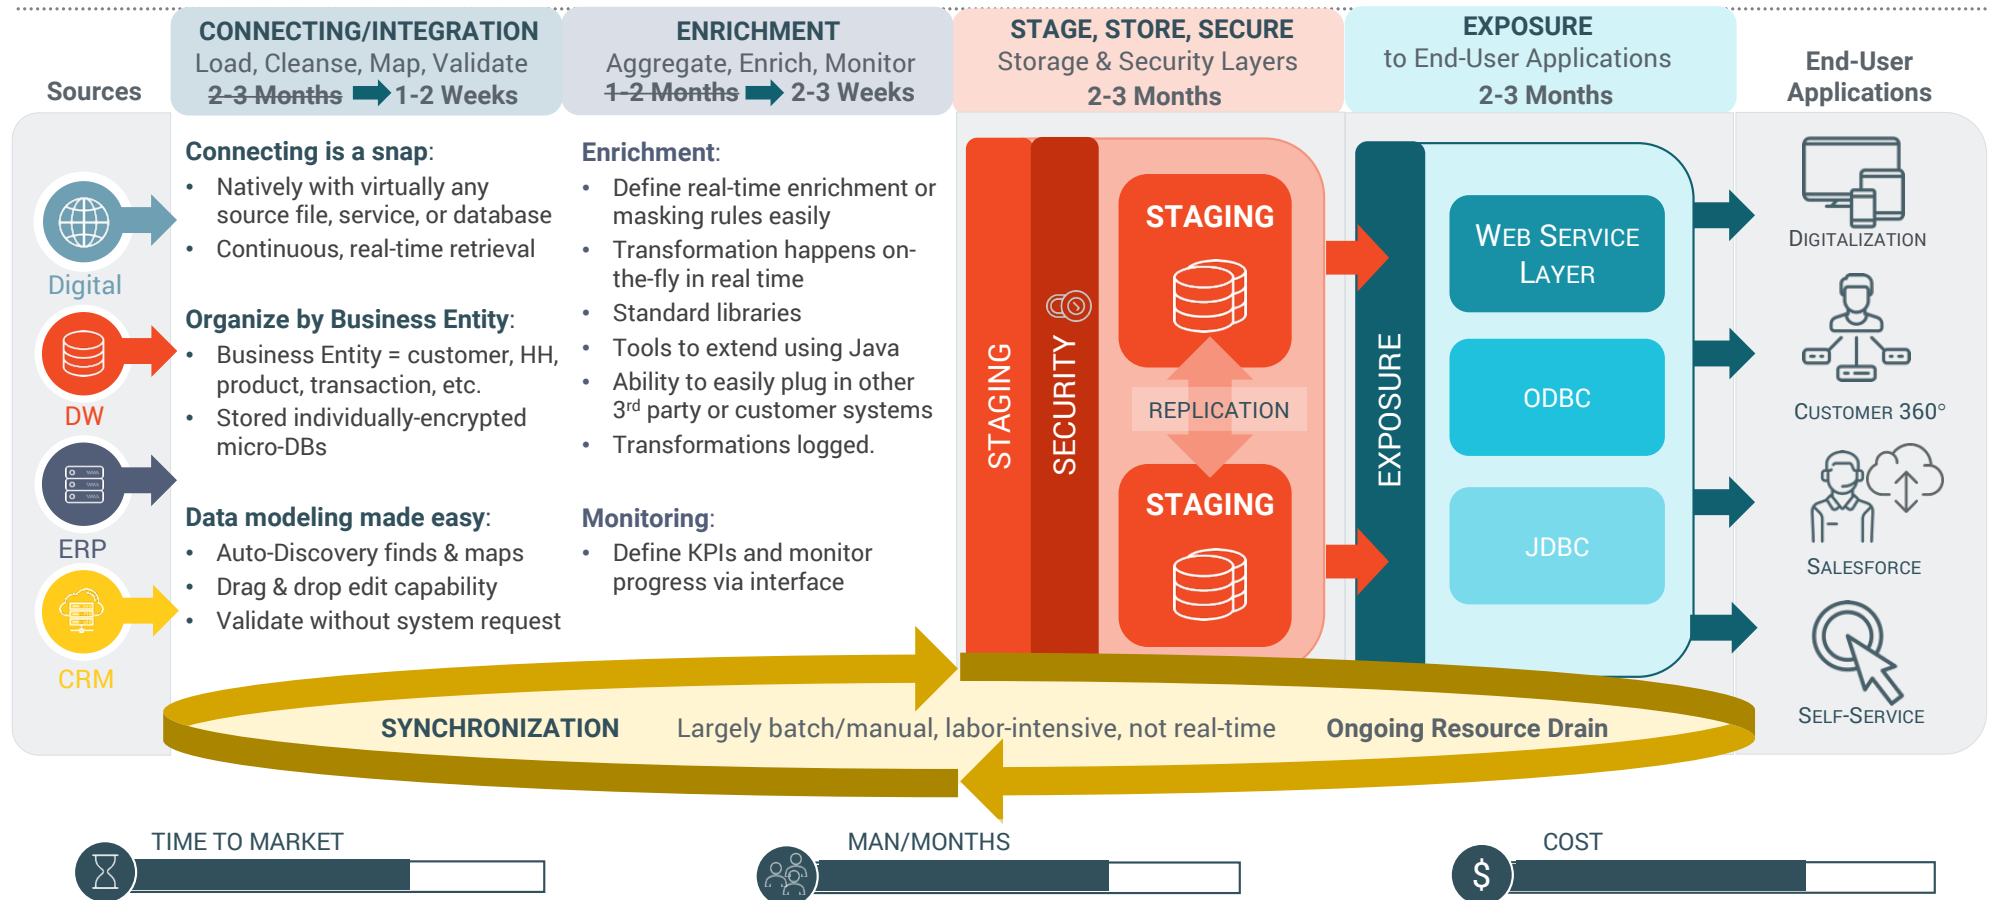 CONNECTING/INTEGRATION
Load, Cleanse, Map, Validate
2-3 Months 1-2 Weeks
ENRICHMENT
Aggregate, Enrich, Monitor
1-2 Months 2-3 Weeks
STAGE, STORE, SECURE
Storage & Security Layers
2-3 Months
EXPOSURE
to End-User Applications
2-3 Months
Sources
End-User
Applications
Digital
DW
ERP
CRM
Connecting is a snap:
• Natively with virtually any
source file, service, or database
• Continuous, real-time retrieval
Organize by Business Entity:
• Business Entity = customer, HH,
product, transaction, etc.
• Stored individually-encrypted
micro-DBs
Data modeling made easy:
• Auto-Discovery finds & maps
• Drag & drop edit capability
• Validate without system request
Enrichment:
• Define real-time enrichment or
masking rules easily
• Transformation happens on-
the-fly in real time
• Standard libraries
• Tools to extend using Java
• Ability to easily plug in other
3rd party or customer systems
• Transformations logged.
Monitoring:
• Define KPIs and monitor
progress via interface
STAGING
SECURITY
STAGING
REPLICATION
STAGING
EXPOSURE
WEB SERVICE
LAYER
ODBC
JDBC
DIGITALIZATION
CUSTOMER 360°
SALESFORCE
SELF-SERVICE
SYNCHRONIZATION Largely batch/manual, labor-intensive, not real-time Ongoing Resource Drain
TIME TO MARKET
MAN/MONTHS
COST
$